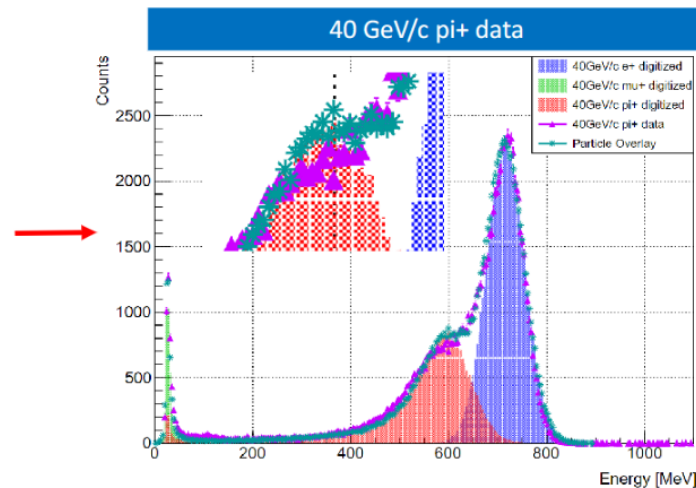 40 GeV/c pi+ data
Counts
40GeV/c e+ digitized
40GeV/c mu+ digitized
40GeV/c pi+ digitized
40GeV/c pi+ data
Particle Overlay
2500
2000
1500
1000
500
0
0
200
400
600
800
1000
Energy [MeV]